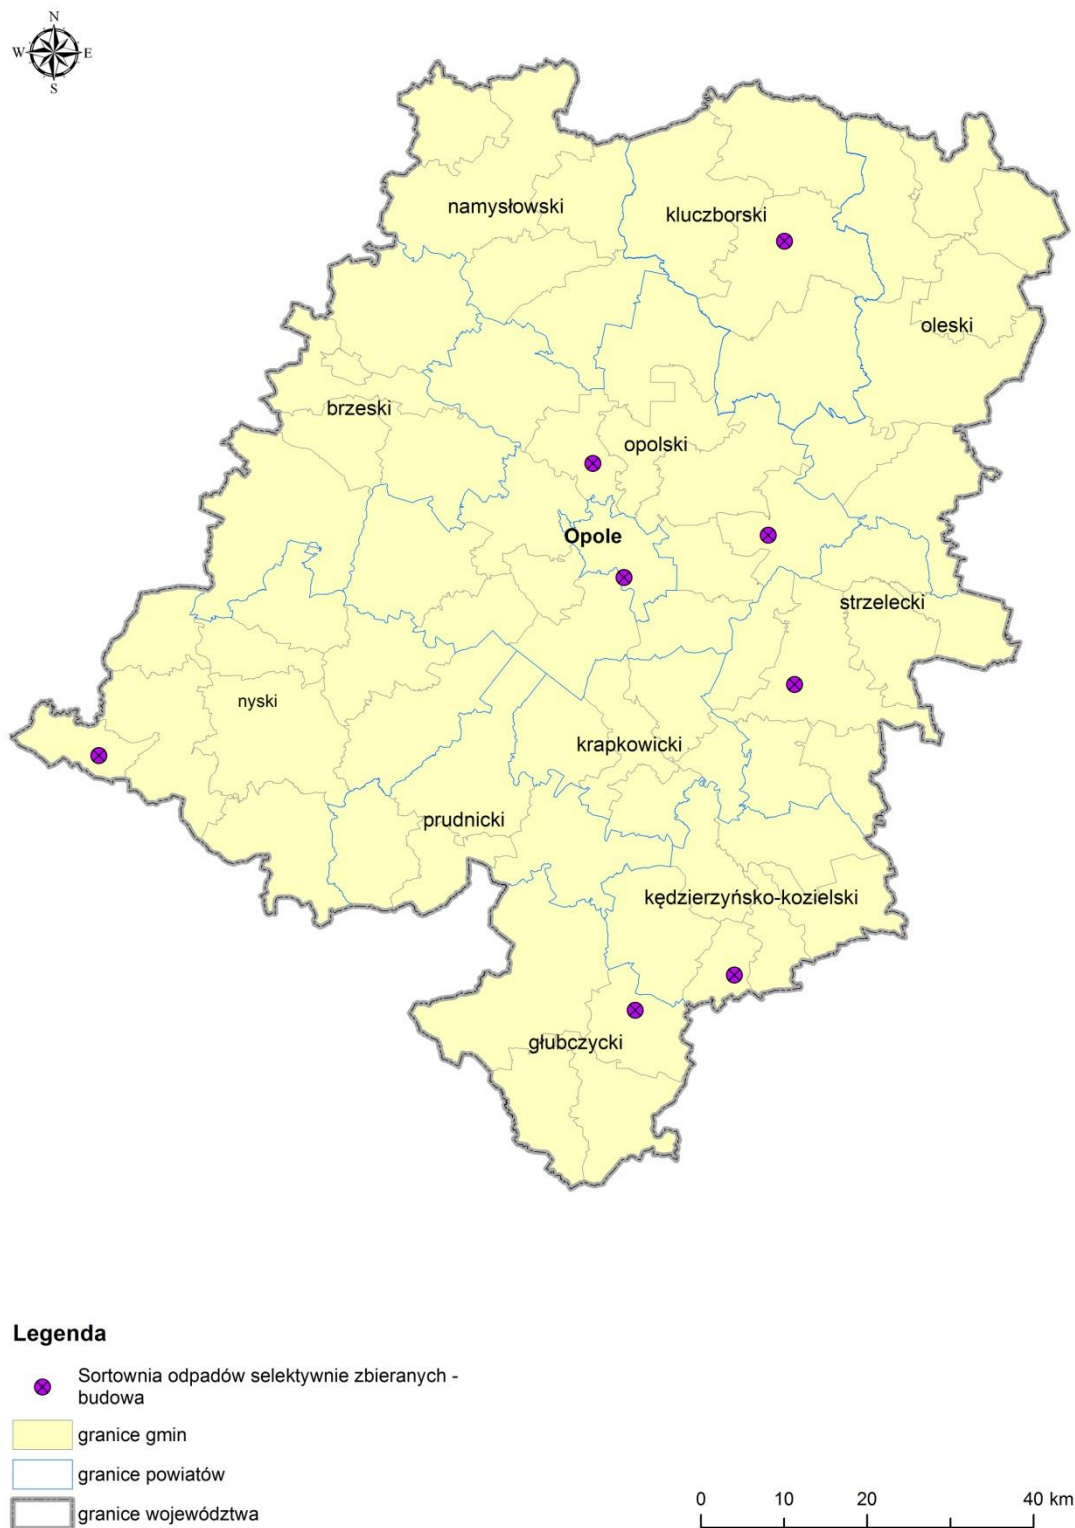 N
W E
S
namysłowski
kluczborski
oleski
brzeski
opolski
Opole
strzelecki
nyski
krapkowicki
prudnicki
kędzierzyńsko-kozielski
głubczycki
Legenda
Sortownia odpadów selektywnie zbieranych -
budowa
granice gmin
granice powiatów
granice województwa
0 10 20 40 km